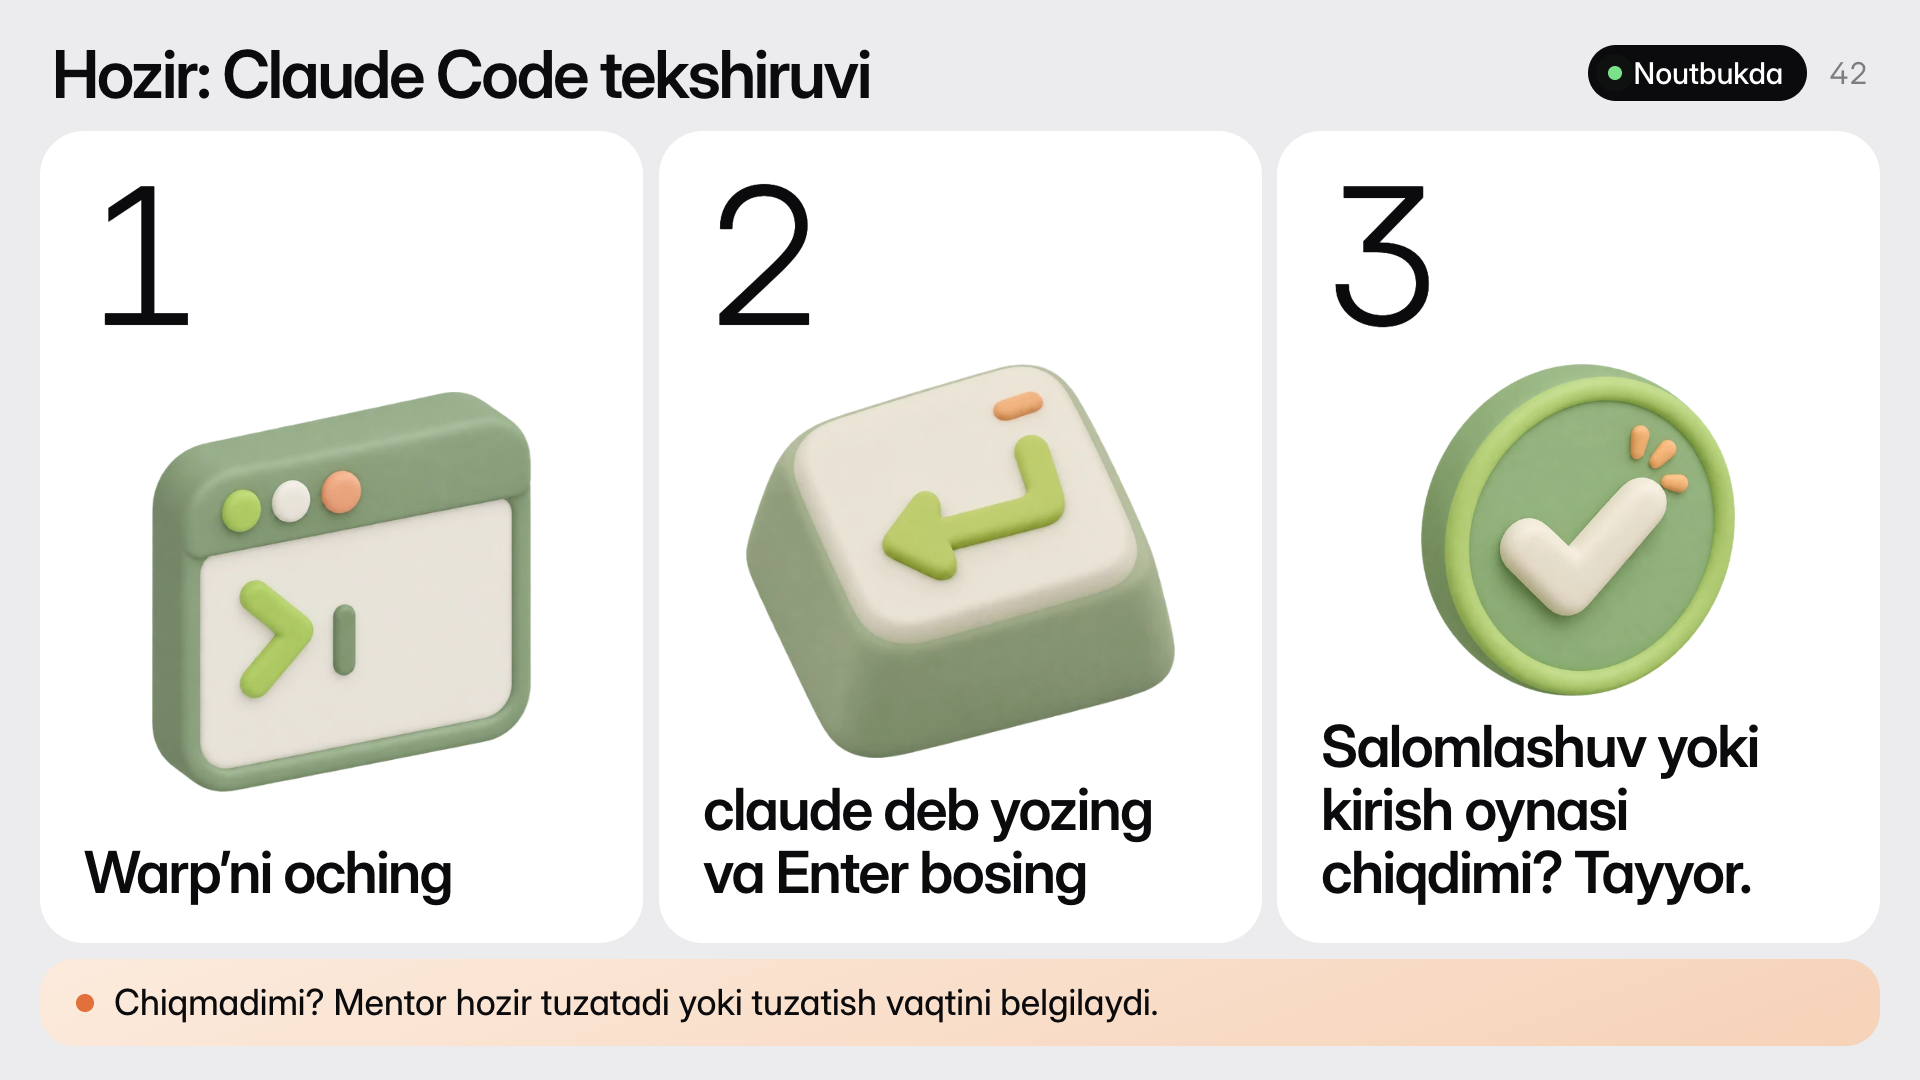 Hozir: Claude Code tekshiruvi
Noutbukda
42
1
Warp’ni oching
2
claude deb yozing
va Enter bosing
3
Salomlashuv yoki
kirish oynasi
chiqdimi? Tayyor.
Chiqmadimi? Mentor hozir tuzatadi yoki tuzatish vaqtini belgilaydi.